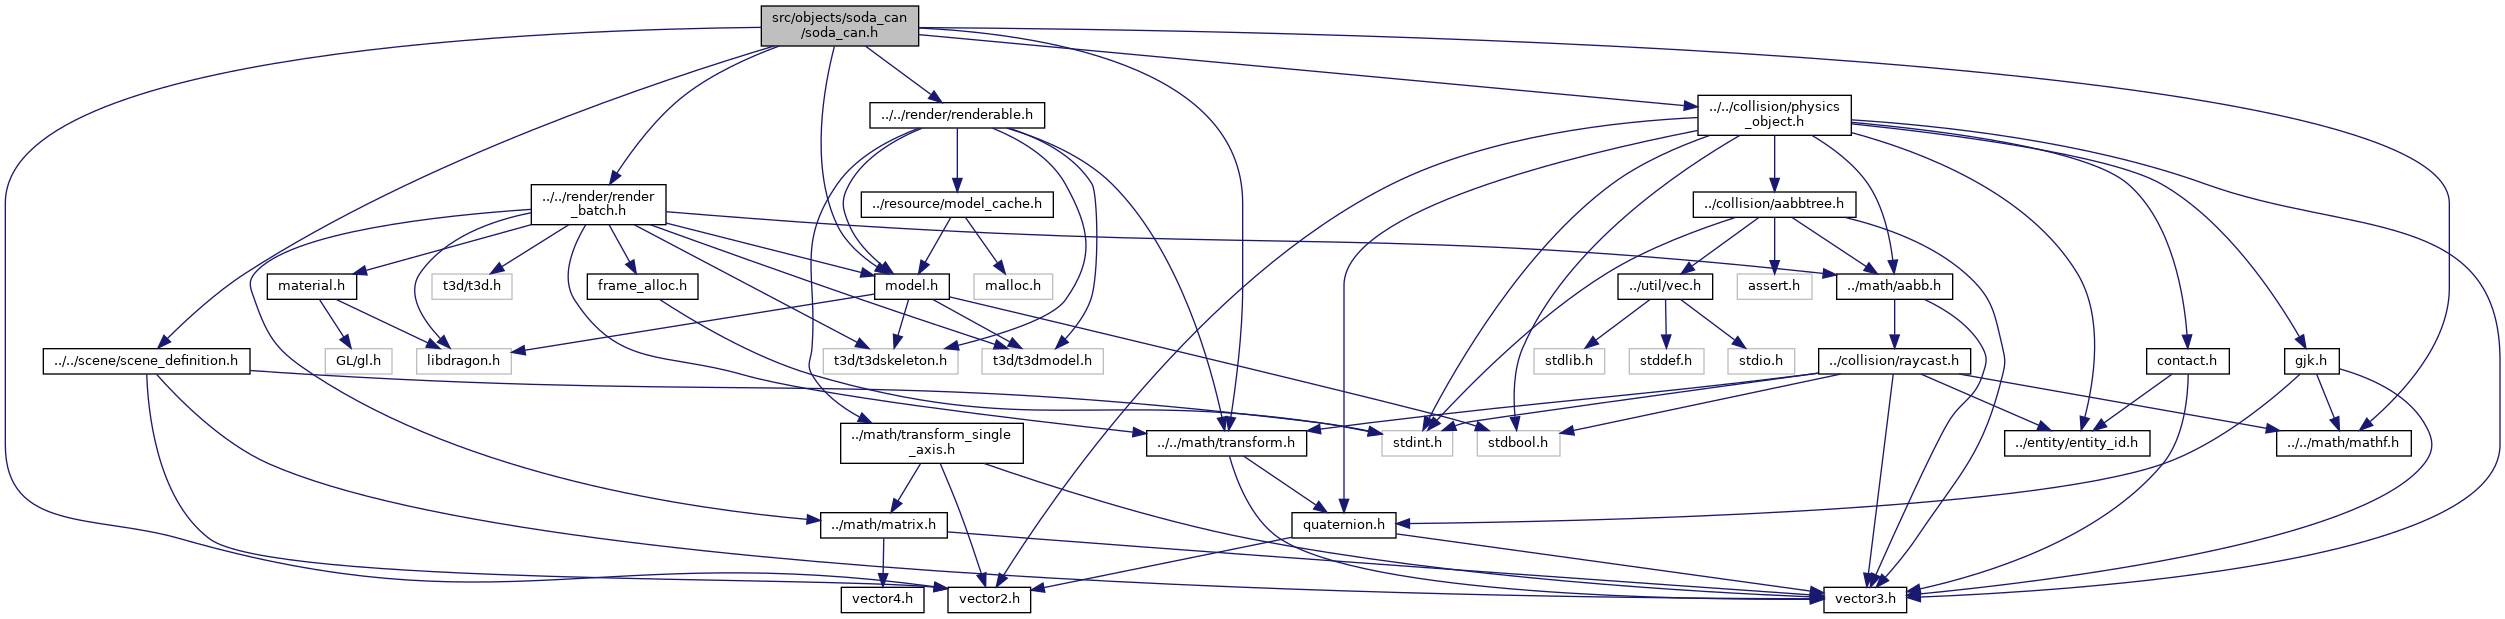 src/objects/soda_can
/soda_can.h
../../collision/physics
_object.h
../../render/renderable.h
../../render/render
_batch.h
../resource/model_cache.h
../collision/aabbtree.h
material.h
t3d/t3d.h
frame_alloc.h
model.h
malloc.h
../util/vec.h
assert.h
../math/aabb.h
../../scene/scene_definition.h
GL/gl.h
libdragon.h
t3d/t3dskeleton.h
t3d/t3dmodel.h
stdlib.h
stddef.h
stdio.h
../collision/raycast.h
contact.h
gjk.h
../math/transform_single
_axis.h
../../math/transform.h
stdint.h
stdbool.h
../entity/entity_id.h
../../math/mathf.h
../math/matrix.h
quaternion.h
vector4.h
vector2.h
vector3.h